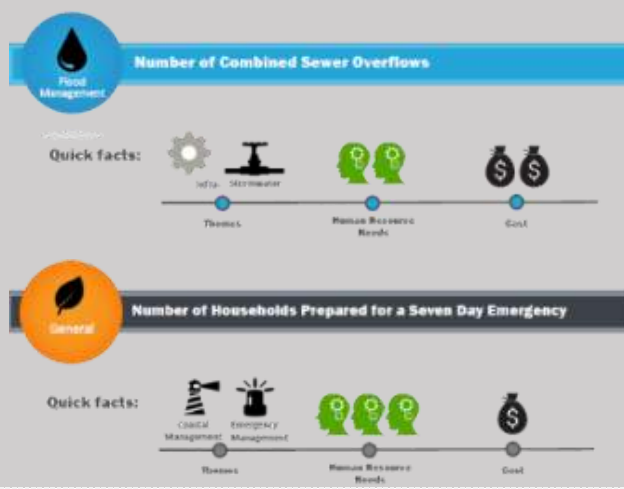 Flood
Management
Number of Combined Sewer Overflows
Quick facts:
Infra-
Stormwater
Themes
Human Resource
Needs
Cost
General
Number of Households Prepared for a Seven Day Emergency
Quick facts:
Coastal
Management
Emergency
Management
Themes
Human Resource
Needs
Cost